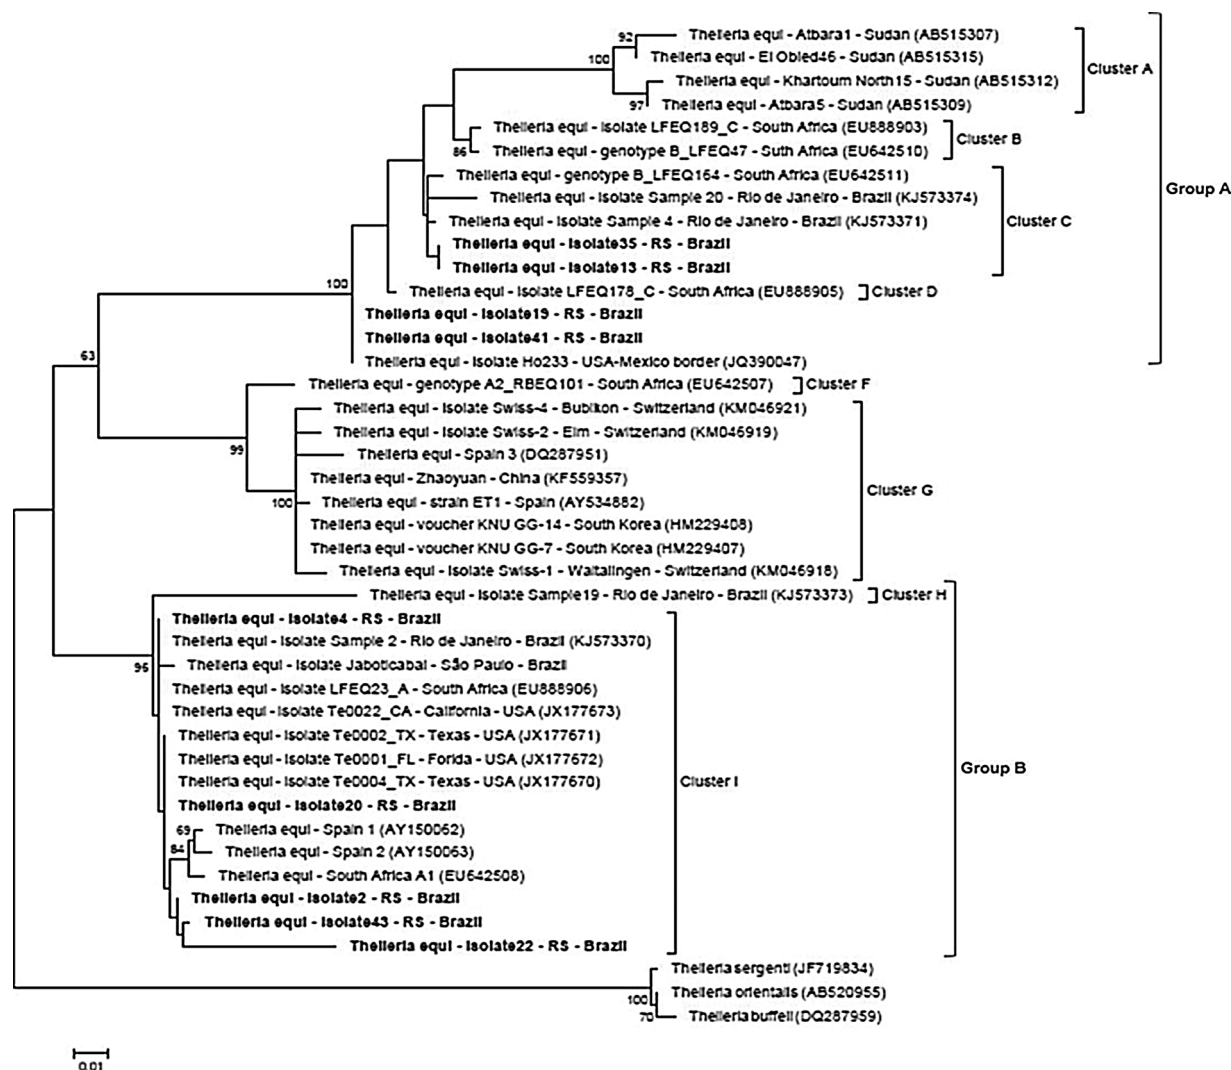 92
Theileria equi - Atbara1 - Sudan (AB515307)
100
Theileria equi - El Obied46 - Sudan (AB515315)
Cluster A
Theileria equi - Khartoum North15 - Sudan (AB515312)
97
Theileria equi - Atbara5 - Sudan (AB515309)
Theileria equi - Isolate LFEQ189_C - South Africa (EU888903)
Cluster B
86
Theileria equi - genotype B_LFEQ47 - Suth Africa (EU642510)
Theileria equi - genotype B_LFEQ164 - South Africa (EU642511)
Group A
Theileria equi - Isolate Sample 20 - Rio de Janeiro - Brazil (KJ573374)
Theileria equi - Isolate Sample 4 - Rio de Janeiro - Brazil (KJ573371)
Cluster C
Theileria equi - Isolate35 - RS - Brazil
Theileria equi - Isolate13 - RS - Brazil
100
Theileria equi - Isolate LFEQ178_C - South Africa (EU888905)
Cluster D
Theileria equi - Isolate19 - RS - Brazil
Theileria equi - Isolate41 - RS - Brazil
63
Theileria equi - Isolate Ho233 - USA-Mexico border (JQ390047)
Theileria equi - genotype A2_RBEQ101 - South Africa (EU642507)
Cluster F
Theileria equi - Isolate Swiss-4 - Bubikon - Switzerland (KM046921)
Theileria equi - Isolate Swiss-2 - Elm - Switzerland (KM046919)
99
Theileria equi - Spain 3 (DQ287951)
Theileria equi - Zhaoyuan - China (KF559357)
Cluster G
100
Theileria equi - strain ET1 - Spain (AY534882)
Theileria equi - voucher KNU GG-14 - South Korea (HM229408)
Theileria equi - voucher KNU GG-7 - South Korea (HM229407)
Theileria equi - Isolate Swiss-1 - Waltalingen - Switzerland (KM046918)
Theileria equi - Isolate Sample19 - Rio de Janeiro - Brazil (KJ573373)
Cluster H
Theileria equi - Isolate4 - RS - Brazil
Theileria equi - Isolate Sample 2 - Rio de Janeiro - Brazil (KJ573370)
96
Theileria equi - Isolate Jaboticabal - São Paulo - Brazil
Theileria equi - Isolate LFEQ23_A - South Africa (EU888906)
Theileria equi - Isolate Te0022_CA - California - USA (JX177673)
Theileria equi - Isolate Te0002_TX - Texas - USA (JX177671)
Theileria equi - Isolate Te0001_FL - Forida - USA (JX177672)
Group B
Theileria equi - Isolate Te0004_TX - Texas - USA (JX177670)
Cluster I
Theileria equi - Isolate20 - RS - Brazil
69
Theileria equi - Spain 1 (AY150062)
84
Theileria equi - Spain 2 (AY150063)
Theileria equi - South Africa A1 (EU642508)
Theileria equi - Isolate2 - RS - Brazil
Theileria equi - Isolate43 - RS - Brazil
Theileria equi - Isolate22 - RS - Brazil
Theileria sergenti (JF719834)
100
Theileria orientalis (AB520955)
70
Theileria buffeli (DQ287959)
0.01